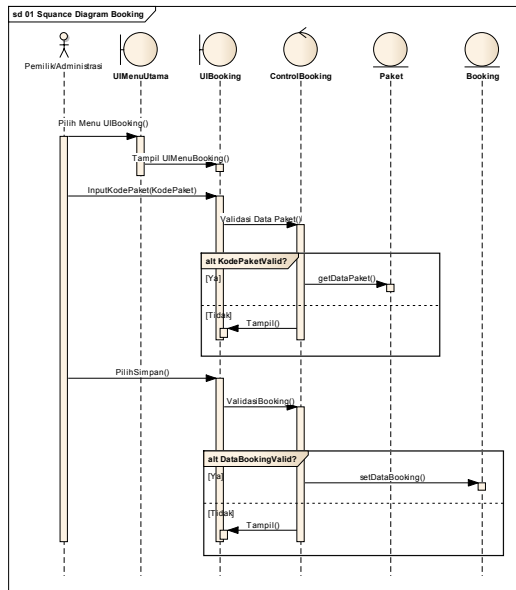 sd 01 Squance Diagram Booking
Pemilik/Administrasi
UIMenuUtama
UIBooking
ControlBooking
Paket
Booking
Pilih Menu UIBooking()
Tampil UIMenuBooking()
InputKodePaket(KodePaket)
Validasi Data Paket()
alt KodePaketValid?
[Ya]
getDataPaket()
[Tidak]
Tampil()
PilihSimpan()
ValidasiBooking()
alt DataBookingValid?
[Ya]
setDataBooking()
[Tidak]
Tampil()